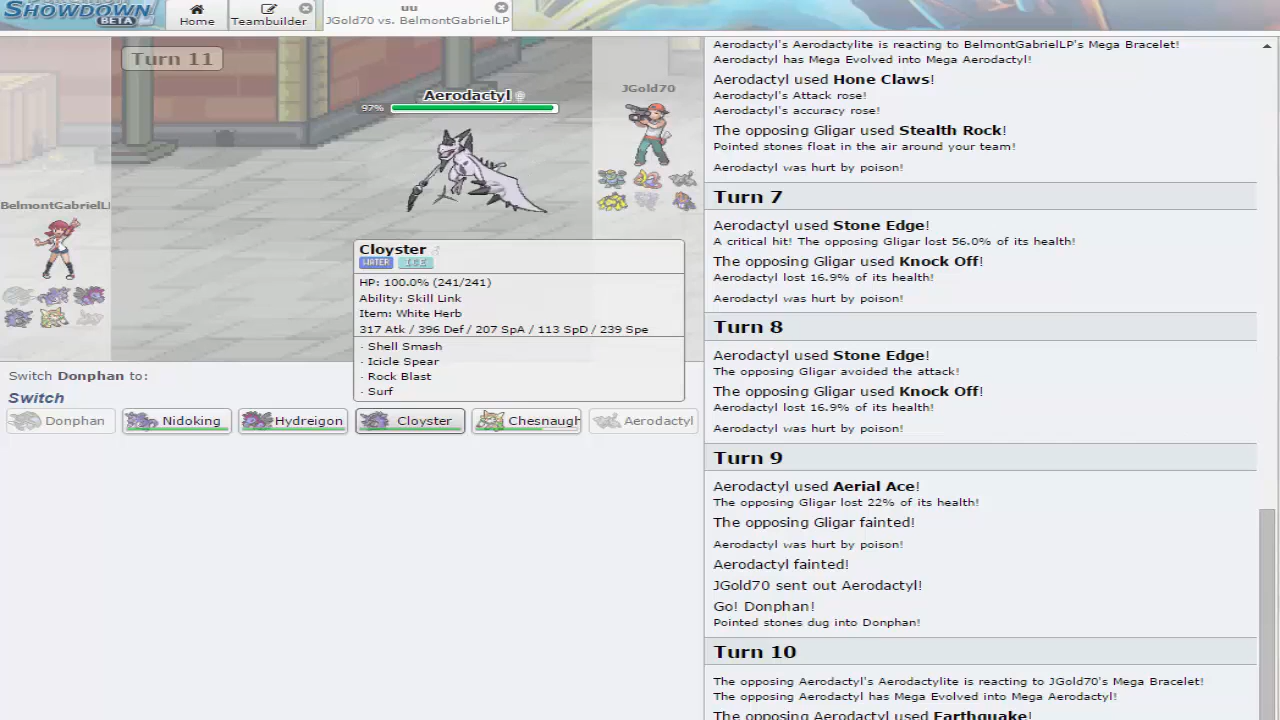 SHOWDOWN
BETA
Home
Teambuilder
uu
JGold70 vs. BelmontGabrielLP
Turn 11
Aerodactyl
97%
JGold70
BelmontGabrielL
Cloyster ♂
WATER ICE
HP: 100.0% (241/241)
Ability: Skill Link
Item: White Herb
317 Atk / 396 Def / 207 SpA / 113 SpD / 239 Spe
· Shell Smash
· Icicle Spear
· Rock Blast
· Surf
Switch Donphan to:
Switch
Donphan
Nidoking
Hydreigon
Cloyster
Chesnaugh
Aerodactyl
Aerodactyl's Aerodactylite is reacting to BelmontGabrielLP's Mega Bracelet!
Aerodactyl has Mega Evolved into Mega Aerodactyl!
Aerodactyl used Hone Claws!
Aerodactyl's Attack rose!
Aerodactyl's accuracy rose!
The opposing Gligar used Stealth Rock!
Pointed stones float in the air around your team!
Aerodactyl was hurt by poison!
Turn 7
Aerodactyl used Stone Edge!
A critical hit! The opposing Gligar lost 56.0% of its health!
The opposing Gligar used Knock Off!
Aerodactyl lost 16.9% of its health!
Aerodactyl was hurt by poison!
Turn 8
Aerodactyl used Stone Edge!
The opposing Gligar avoided the attack!
The opposing Gligar used Knock Off!
Aerodactyl lost 16.9% of its health!
Aerodactyl was hurt by poison!
Turn 9
Aerodactyl used Aerial Ace!
The opposing Gligar lost 22% of its health!
The opposing Gligar fainted!
Aerodactyl was hurt by poison!
Aerodactyl fainted!
JGold70 sent out Aerodactyl!
Go! Donphan!
Pointed stones dug into Donphan!
Turn 10
The opposing Aerodactyl's Aerodactylite is reacting to JGold70's Mega Bracelet!
The opposing Aerodactyl has Mega Evolved into Mega Aerodactyl!
The opposing Aerodactyl used Earthquake!